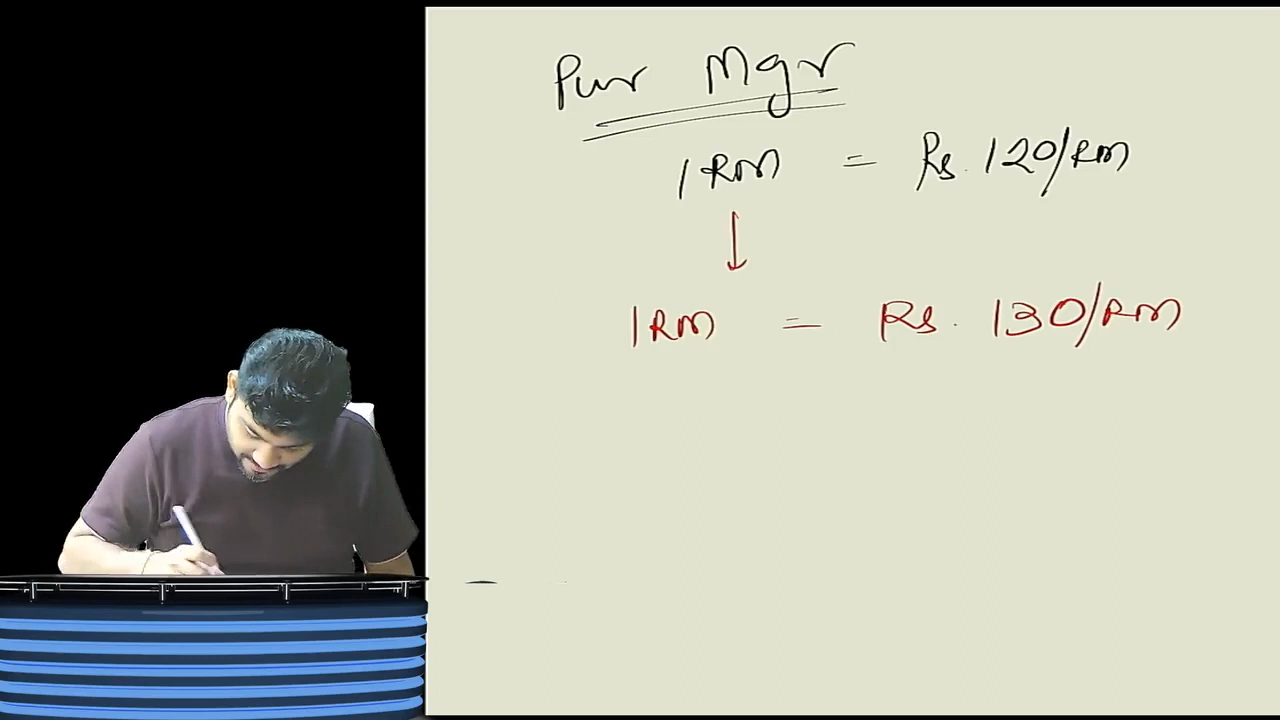 Pur Mgr
1 RM = Rs. 120/RM
1 RM = Rs. 130/RM